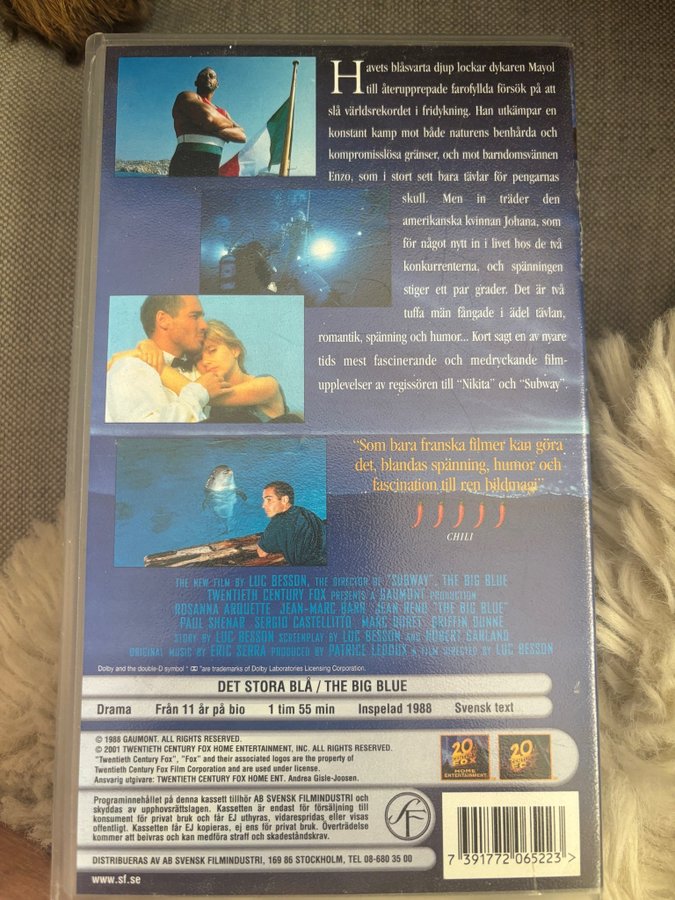 Havets blåsvarta djup lockar dykaren Mayol
till återupprepade farofyllda försök på att
slå världsrekordet i fridykning. Han utkämpar en
konstant kamp mot både naturens benhårda och
kompromisslösa gränser, och mot barndomsvännen
Enzo, som i stort sett bara tävlar för pengarnas
skull. Men in träder den
amerikanska kvinnan Johana, som
för något nytt in i livet hos de två
konkurrenterna, och spänningen
stiger ett par grader. Det är två
tuffa män fångade i ädel tävlan,
romantik, spänning och humor... Kort sagt en av nyare
tids mest fascinerande och medryckande film-
upplevelser av regissören till "Nikita" och "Subway".
"Som bara franska filmer kan göra
det, blandas spänning, humor och
fascination till ren bildmagi"
CHILI
THE NEW FILM BY LUC BESSON, THE DIRECTOR OF "SUBWAY", THE BIG BLUE
TWENTIETH CENTURY FOX PRESENTS A GAUMONT PRODUCTION
ROSANNA ARQUETTE JEAN-MARC BARR JEAN RENO "THE BIG BLUE"
PAUL SHENAR SERGIO CASTELLITTO MARC DURET GRIFFIN DUNNE
STORY BY LUC BESSON SCREENPLAY BY LUC BESSON AND ROBERT GARLAND
ORIGINAL MUSIC BY ERIC SERRA PRODUCED BY PATRICE LEDOUX A FILM DIRECTED BY LUC BESSON
Dolby and the double-D symbol "DD" are trademarks of Dolby Laboratories Licensing Corporation.
DET STORA BLÅ / THE BIG BLUE
Drama Från 11 år på bio 1 tim 55 min Inspelad 1988 Svensk text
© 1988 GAUMONT. ALL RIGHTS RESERVED.
© 2001 TWENTIETH CENTURY FOX HOME ENTERTAINMENT, INC. ALL RIGHTS RESERVED.
"Twentieth Century Fox", "Fox" and their associated logos are the property of
Twentieth Century Fox Film Corporation and are used under license.
Ansvarig utgivare: TWENTIETH CENTURY FOX HOME ENT. Andrea Gisle-Joosen.
20
FOX
HOME
ENTERTAINMENT
20
Programinnehållet på denna kassett tillhör AB SVENSK FILMINDUSTRI och
skyddas av upphovsrättslagen. Kassetten är endast för försäljning till
konsument för privat bruk och får EJ uthyras, vidarespridas eller visas
offentligt. Kassetten får EJ kopieras, ej ens för privat bruk. Överträdelse
kommer att beivras och kan medföra straff och skadeståndskrav.
SF
DISTRIBUERAS AV AB SVENSK FILMINDUSTRI, 169 86 STOCKHOLM, TEL 08-680 35 00
www.sf.se
7 391772 065223 >